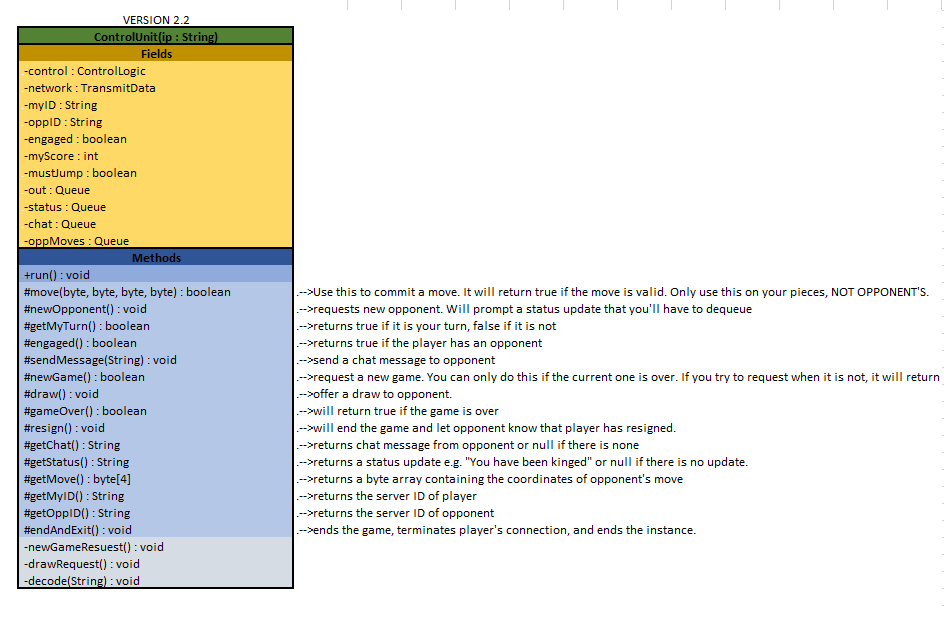 VERSION 2.2
ControlUnit(ip : String)
Fields
-control : ControlLogic
-network : TransmitData
-myID : String
-oppID : String
-engaged : boolean
-myScore : int
-mustJump : boolean
-out : Queue
-status : Queue
-chat : Queue
-oppMoves : Queue
Methods
+run() : void
#move(byte, byte, byte, byte) : boolean .-->Use this to commit a move. It will return true if the move is valid. Only use this on your pieces, NOT OPPONENT'S.
#newOpponent() : void .-->requests new opponent. Will prompt a status update that you'll have to dequeue
#getMyTurn() : boolean .-->returns true if it is your turn, false if it is not
#engaged() : boolean .-->returns true if the player has an opponent
#sendMessage(String) : void .-->send a chat message to opponent
#newGame() : boolean .-->request a new game. You can only do this if the current one is over. If you try to request when it is not, it will return
#draw() : void .-->offer a draw to opponent.
#gameOver() : boolean .-->will return true if the game is over
#resign() : void .-->will end the game and let opponent know that player has resigned.
#getChat() : String .-->returns chat message from opponent or null if there is none
#getStatus() : String .-->returns a status update e.g. "You have been kinged" or null if there is no update.
#getMove() : byte[4] .-->returns a byte array containing the coordinates of opponent's move
#getMyID() : String .-->returns the server ID of player
#getOppID() : String .-->returns the server ID of opponent
#endAndExit() : void .-->ends the game, terminates player's connection, and ends the instance.
-newGameResuest() : void
-drawRequest() : void
-decode(String) : void